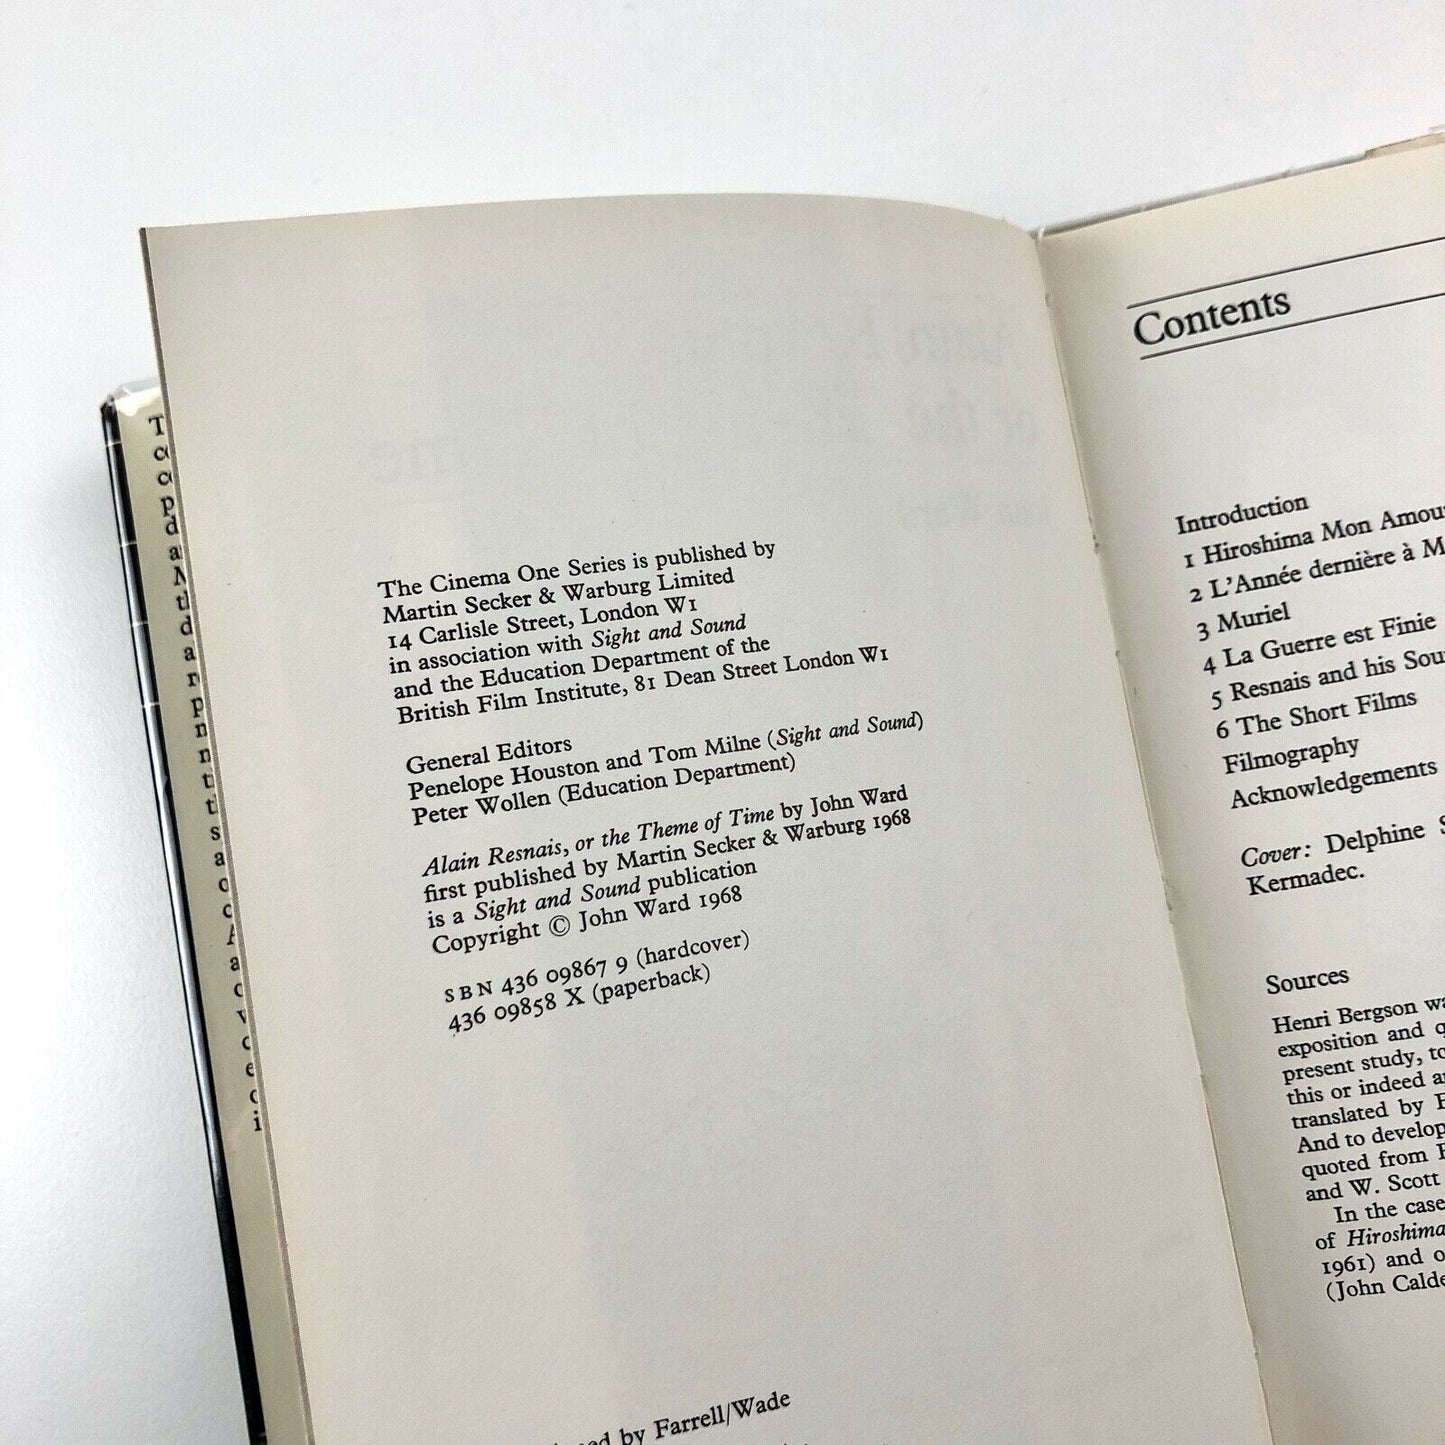 The Cinema One Series is published by
Martin Secker & Warburg Limited
14 Carlisle Street, London W1
in association with Sight and Sound
and the Education Department of the
British Film Institute, 81 Dean Street London W1
General Editors
Penelope Houston and Tom Milne (Sight and Sound)
Peter Wollen (Education Department)
Alain Resnais, or the Theme of Time by John Ward
first published by Martin Secker & Warburg 1968
is a Sight and Sound publication
Copyright © John Ward 1968
SBN 436 09867 9 (hardcover)
436 09858 X (paperback)
by Farrell/Wade
Contents
Introduction
1 Hiroshima Mon Amou
2 L'Année dernière à M
3 Muriel
4 La Guerre est Finie
5 Resnais and his Sou
6 The Short Films
Filmography
Acknowledgements
Cover: Delphine S
Kermadec.
Sources
Henri Bergson wa
exposition and q
present study, to
this or indeed a
translated by F
And to develop
quoted from
and W. Scott
In the case
of Hiroshima
1961) and o
(John Calde